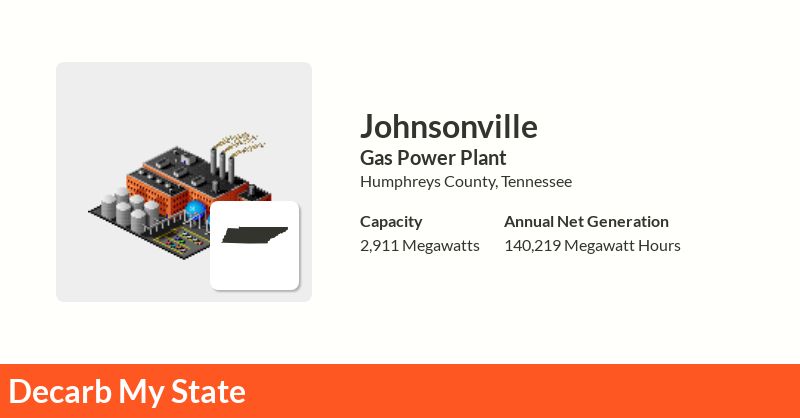 Johnsonville
Gas Power Plant
Humphreys County, Tennessee
Capacity
2,911 Megawatts
Annual Net Generation
140,219 Megawatt Hours
Decarb My State